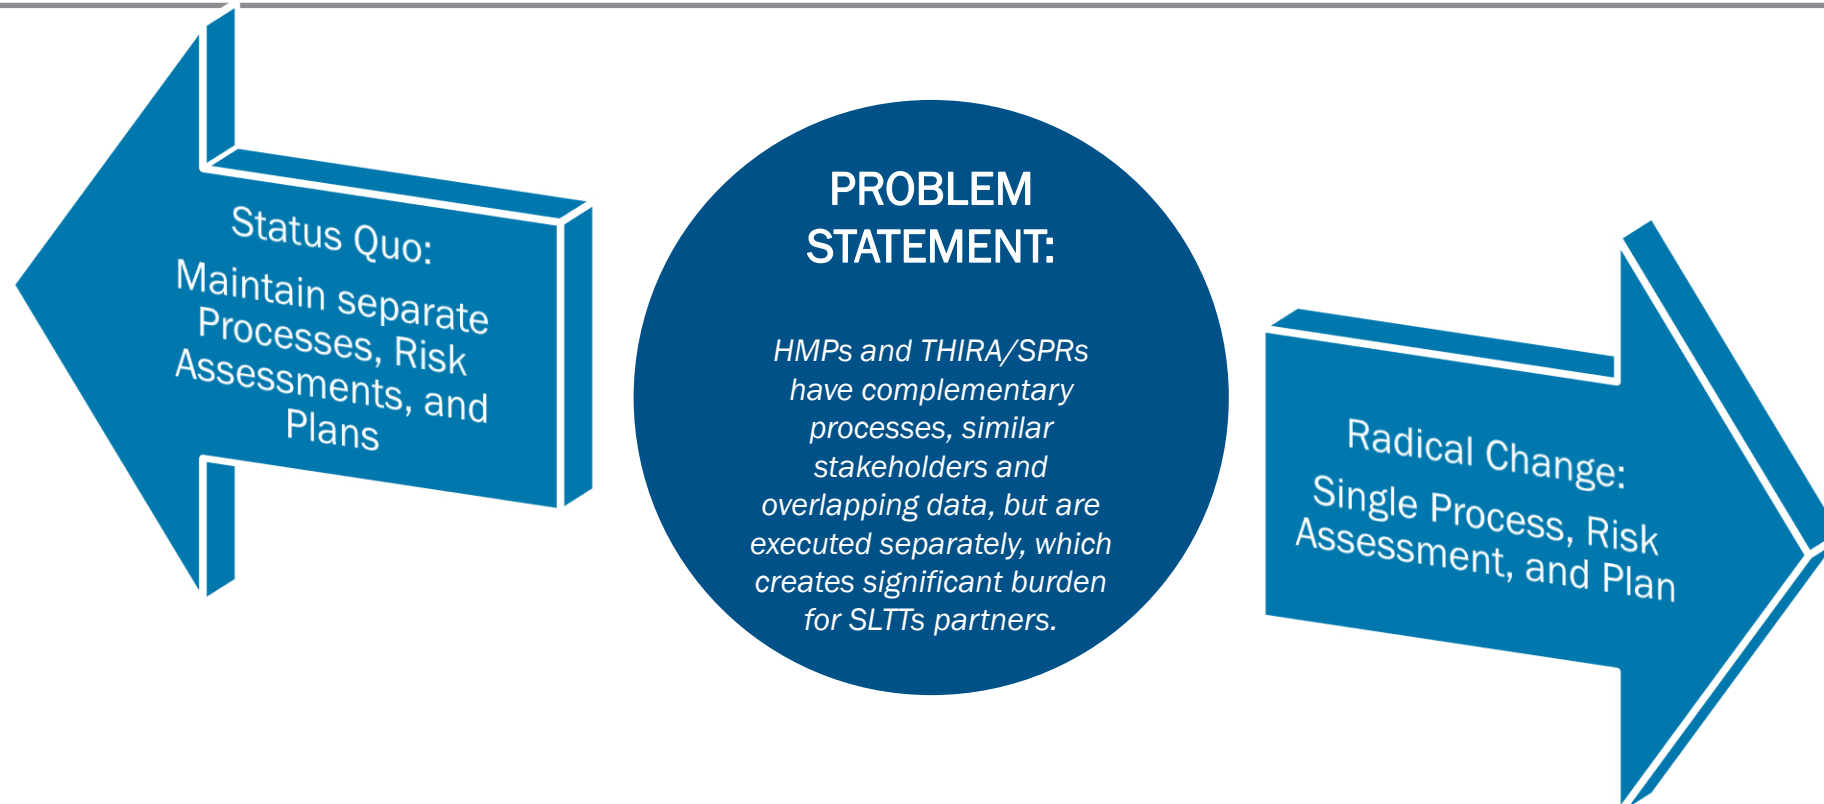 Status Quo:
Maintain separate
Processes, Risk
Assessments, and
Plans
PROBLEM
STATEMENT:
HMPs and THIRA/SPRs
have complementary
processes, similar
stakeholders and
overlapping data, but are
executed separately, which
creates significant burden
for SLTTs partners.
Radical Change:
Single Process, Risk
Assessment, and Plan